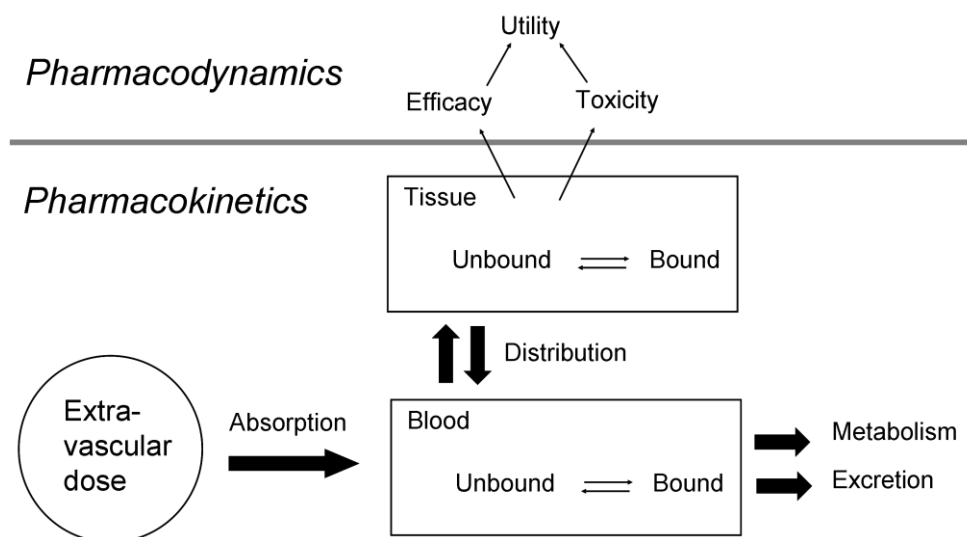 Utility
Pharmacodynamics
Efficacy
Toxicity
Pharmacokinetics
Tissue
Unbound
Bound
Distribution
Extra-
vascular
dose
Absorption
Blood
Unbound
Bound
Metabolism
Excretion